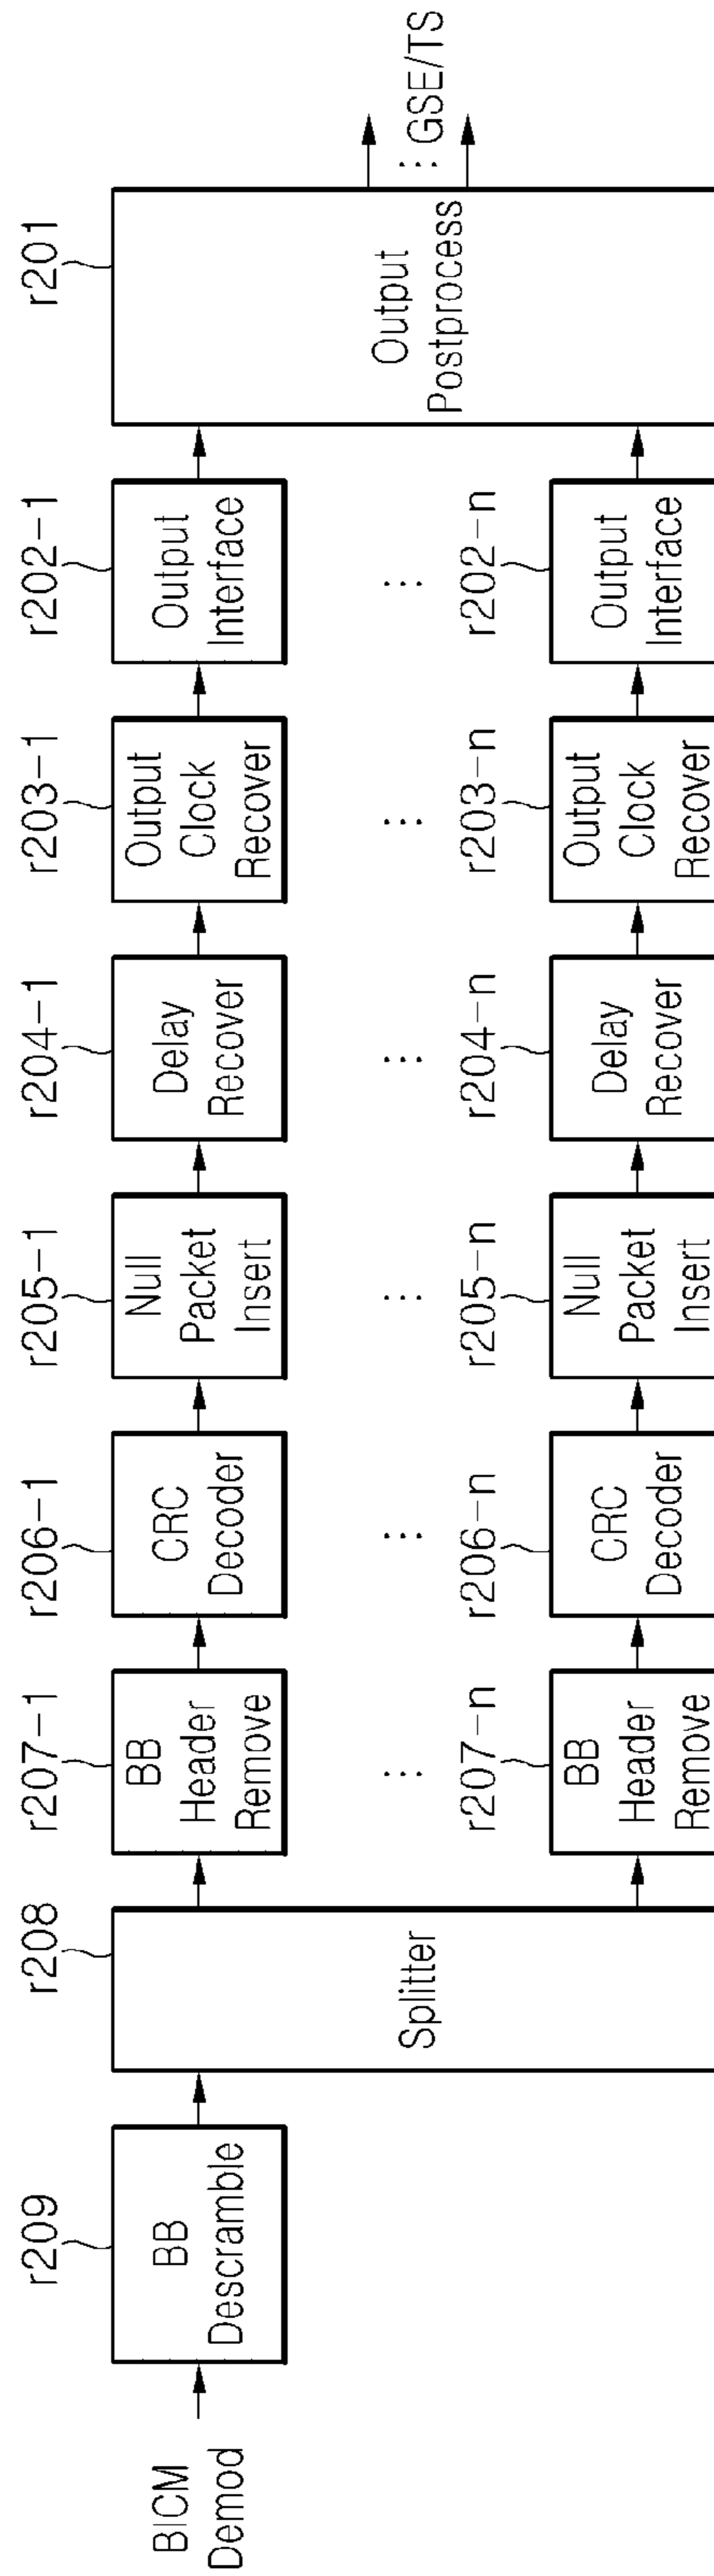 r209
r208
r207-1
r206-1
r205-1
r204-1
r203-1
r202-1
r201
BICM
Demod
BB
Descramble
Splitter
BB
Header
Remove
CRC
Decoder
Null
Packet
Insert
Delay
Recover
Output
Clock
Recover
Output
Interface
Output
Postprocess
⋮ GSE/TS
⋮
⋮
⋮
⋮
⋮
⋮
r207-n
r206-n
r205-n
r204-n
r203-n
r202-n
BB
Header
Remove
CRC
Decoder
Null
Packet
Insert
Delay
Recover
Output
Clock
Recover
Output
Interface